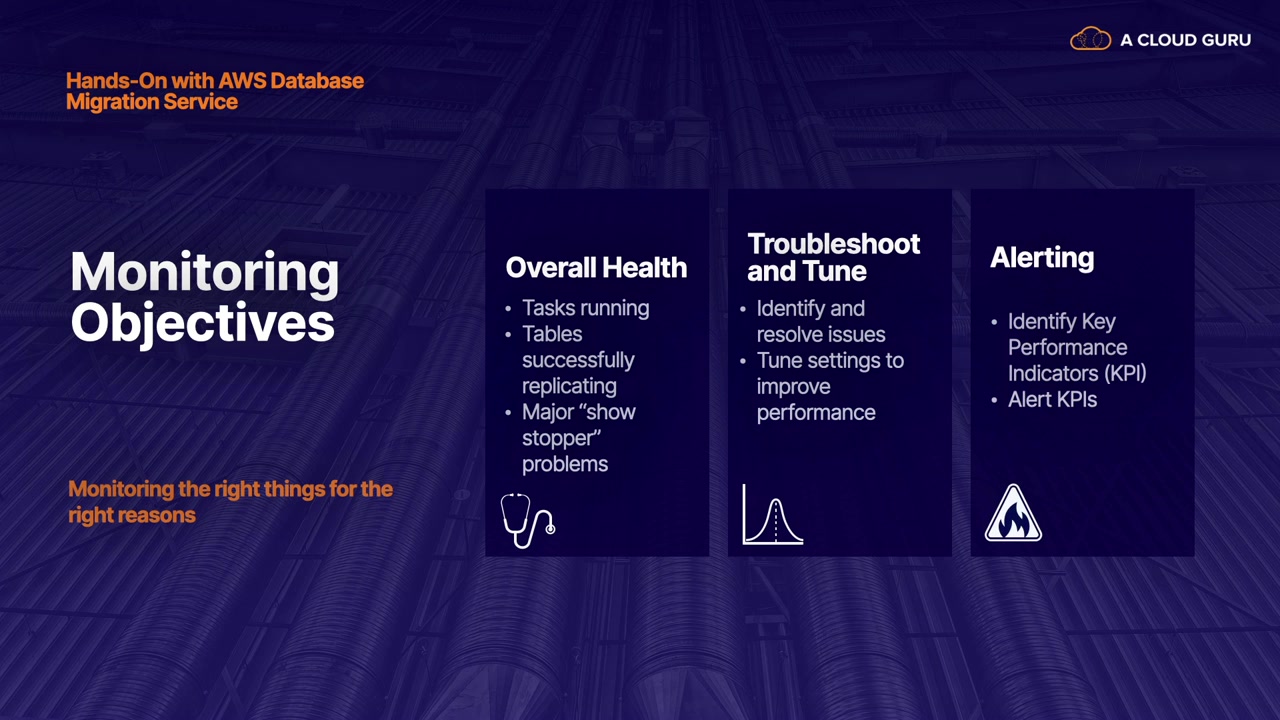 A CLOUD GURU
Hands-On with AWS Database
Migration Service
Monitoring
Objectives
Monitoring the right things for the
right reasons
Overall Health
• Tasks running
• Tables
successfully
replicating
• Major “show
stopper”
problems
Troubleshoot
and Tune
• Identify and
resolve issues
• Tune settings to
improve
performance
Alerting
• Identify Key
Performance
Indicators (KPI)
• Alert KPIs